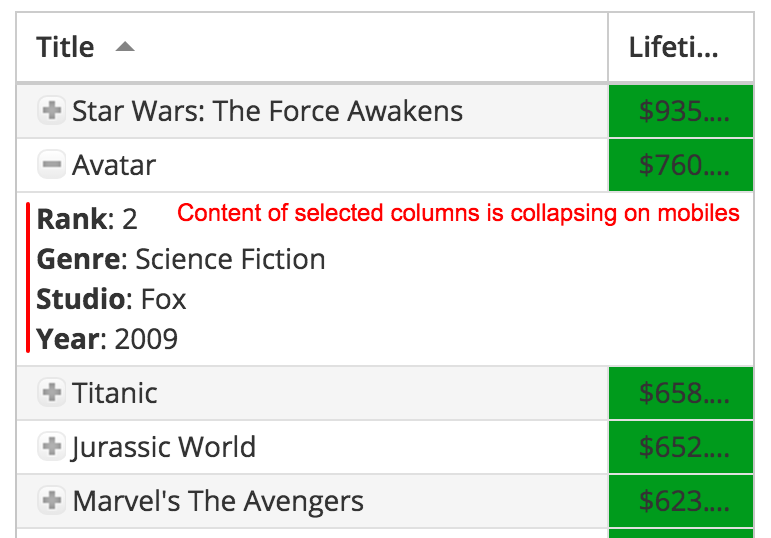 Title Lifeti...
Star Wars: The Force Awakens $935....
Avatar $760....
Rank: 2 Content of selected columns is collapsing on mobiles
Genre: Science Fiction
Studio: Fox
Year: 2009
Titanic $658....
Jurassic World $652....
Marvel's The Avengers $623....